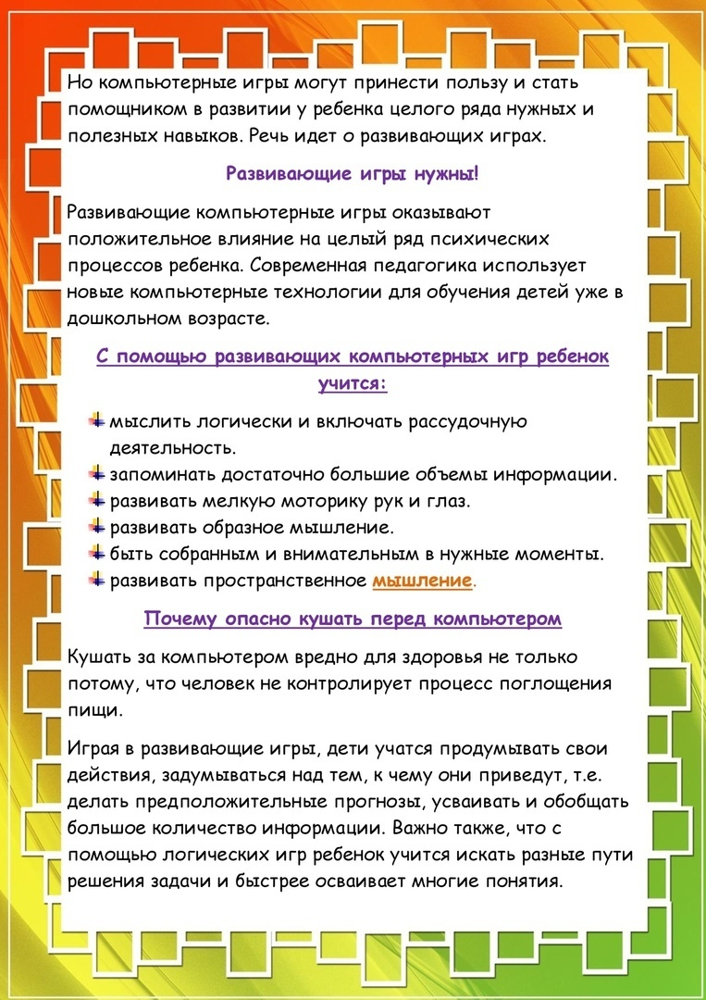 Но компьютерные игры могут принести пользу и стать
помощником в развитии у ребенка целого ряда нужных и
полезных навыков. Речь идет о развивающих играх.
Развивающие игры нужны!
Развивающие компьютерные игры оказывают
положительное влияние на целый ряд психических
процессов ребенка. Современная педагогика использует
новые компьютерные технологии для обучения детей уже в
дошкольном возрасте.
С помощью развивающих компьютерных игр ребенок
учится:
мыслить логически и включать рассудочную
деятельность.
запоминать достаточно большие объемы информации.
развивать мелкую моторику рук и глаз.
развивать образное мышление.
быть собранным и внимательным в нужные моменты.
развивать пространственное мышление.
Почему опасно кушать перед компьютером
Кушать за компьютером вредно для здоровья не только
потому, что человек не контролирует процесс поглощения
пищи.
Играя в развивающие игры, дети учатся продумывать свои
действия, задумываться над тем, к чему они приведут, т.е.
делать предположительные прогнозы, усваивать и обобщать
большое количество информации. Важно также, что с
помощью логических игр ребенок учится искать разные пути
решения задачи и быстрее осваивает многие понятия.